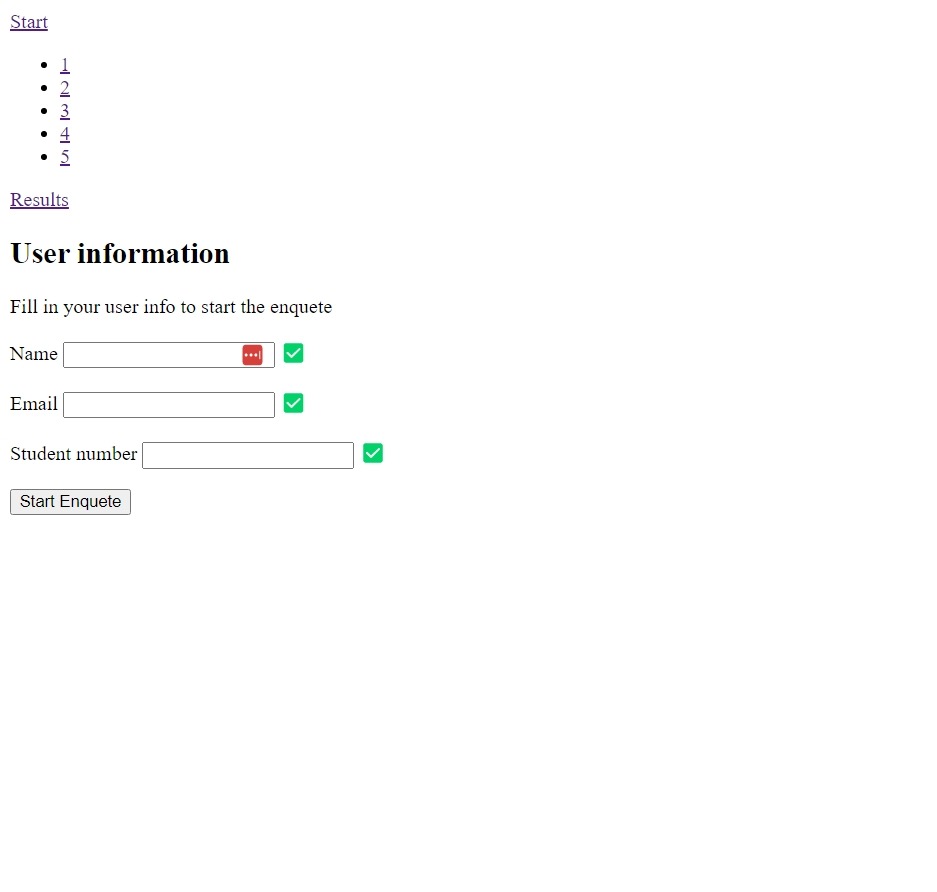 Start
1
2
3
4
5
Results
User information
Fill in your user info to start the enquete
Name
Email
Student number
Start Enquete